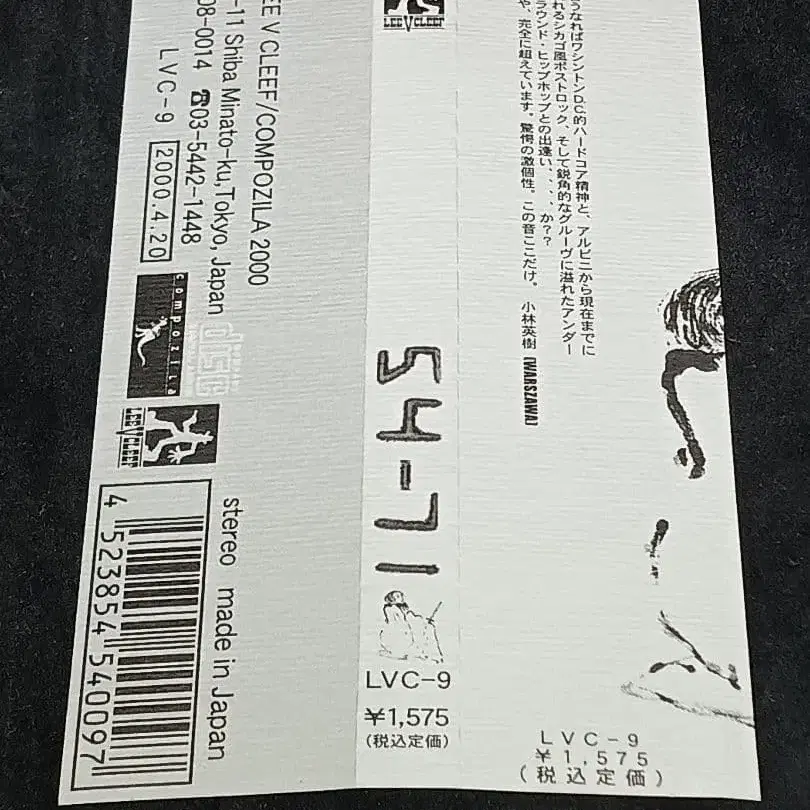 EE V CLEEF/COMPOZILA 2000
-11 Shiba Minato-ku,Tokyo, Japan
08-0014 ☎03-5442-1448
LVC-9 2000.4.20
compozila
disc
LEE V CLEEF
stereo made in Japan
4 523854 540097
LEE V CLEEF
54-71
LVC-9
¥1,575
(税込定価)
うなればワシントンD.C.的ハードコア精神と、アルビニから現在までに
れるシカゴ風ポストロック、そして鋭角的なグルーヴに溢れたアンダー
ラウンド・ヒップホップとの出逢い、、、、か??
や、完全に超えています。驚愕の激個性。この音ここだけ。 小林英樹 [WARSZAWA]
LVC-9
¥1,575
(税込定価)